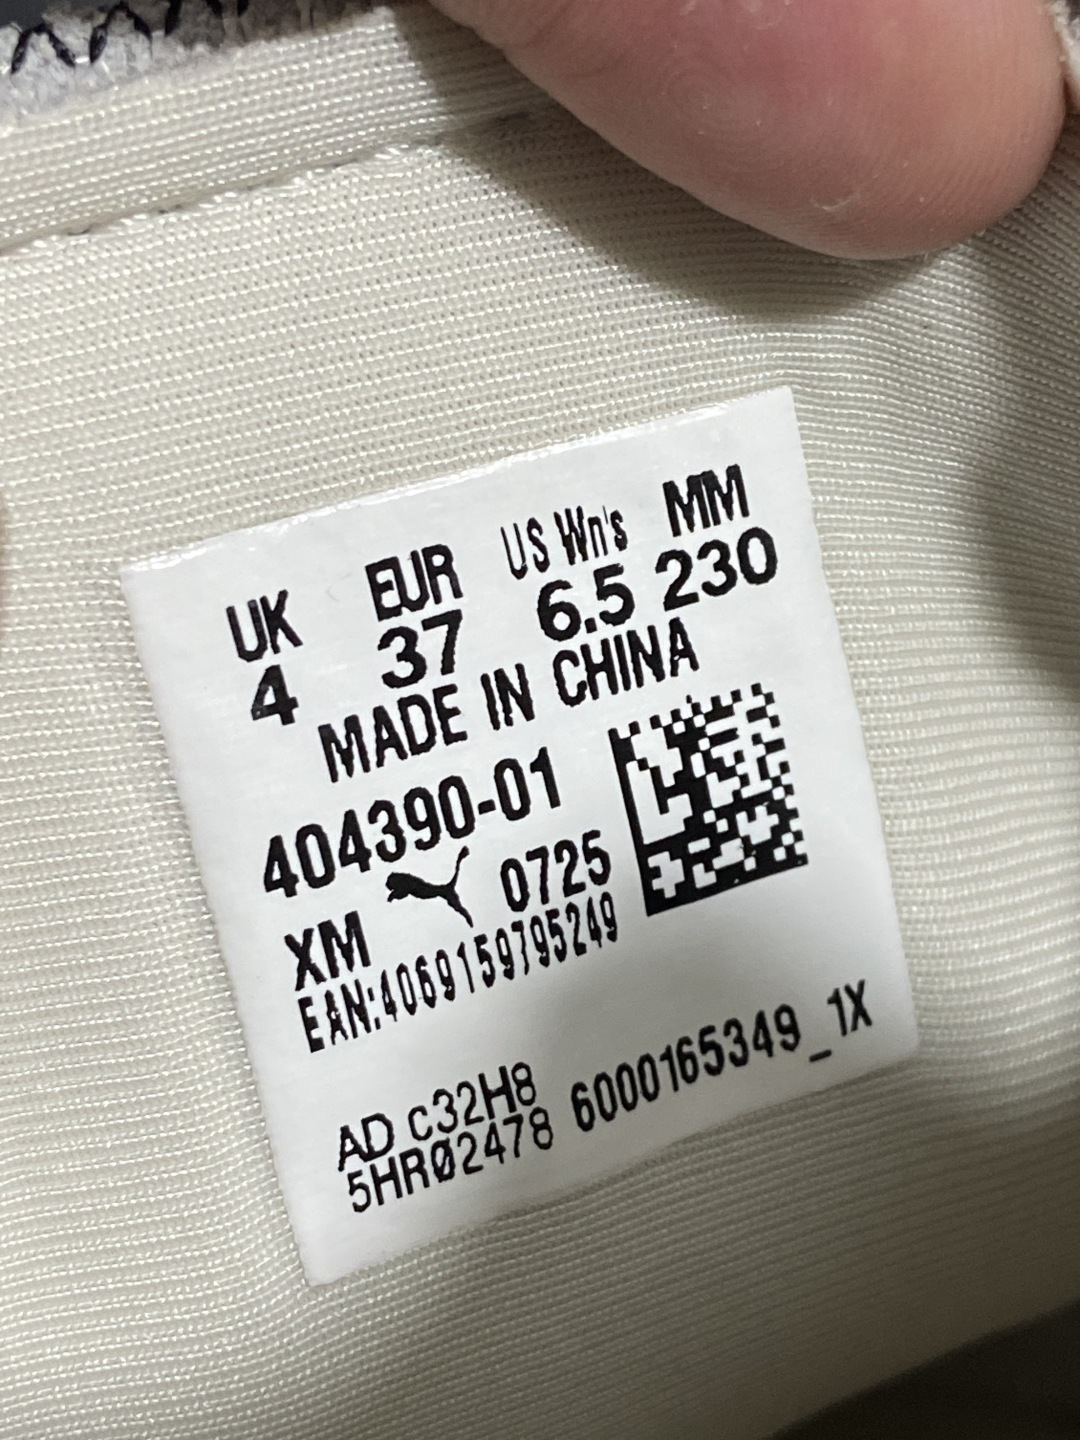 UK EUR US Wn's MM
4 37 6.5 230
MADE IN CHINA
404390-01
XM 0725
EAN:4069159795249
AD c32H8
5HRØ2478 6000165349_1X